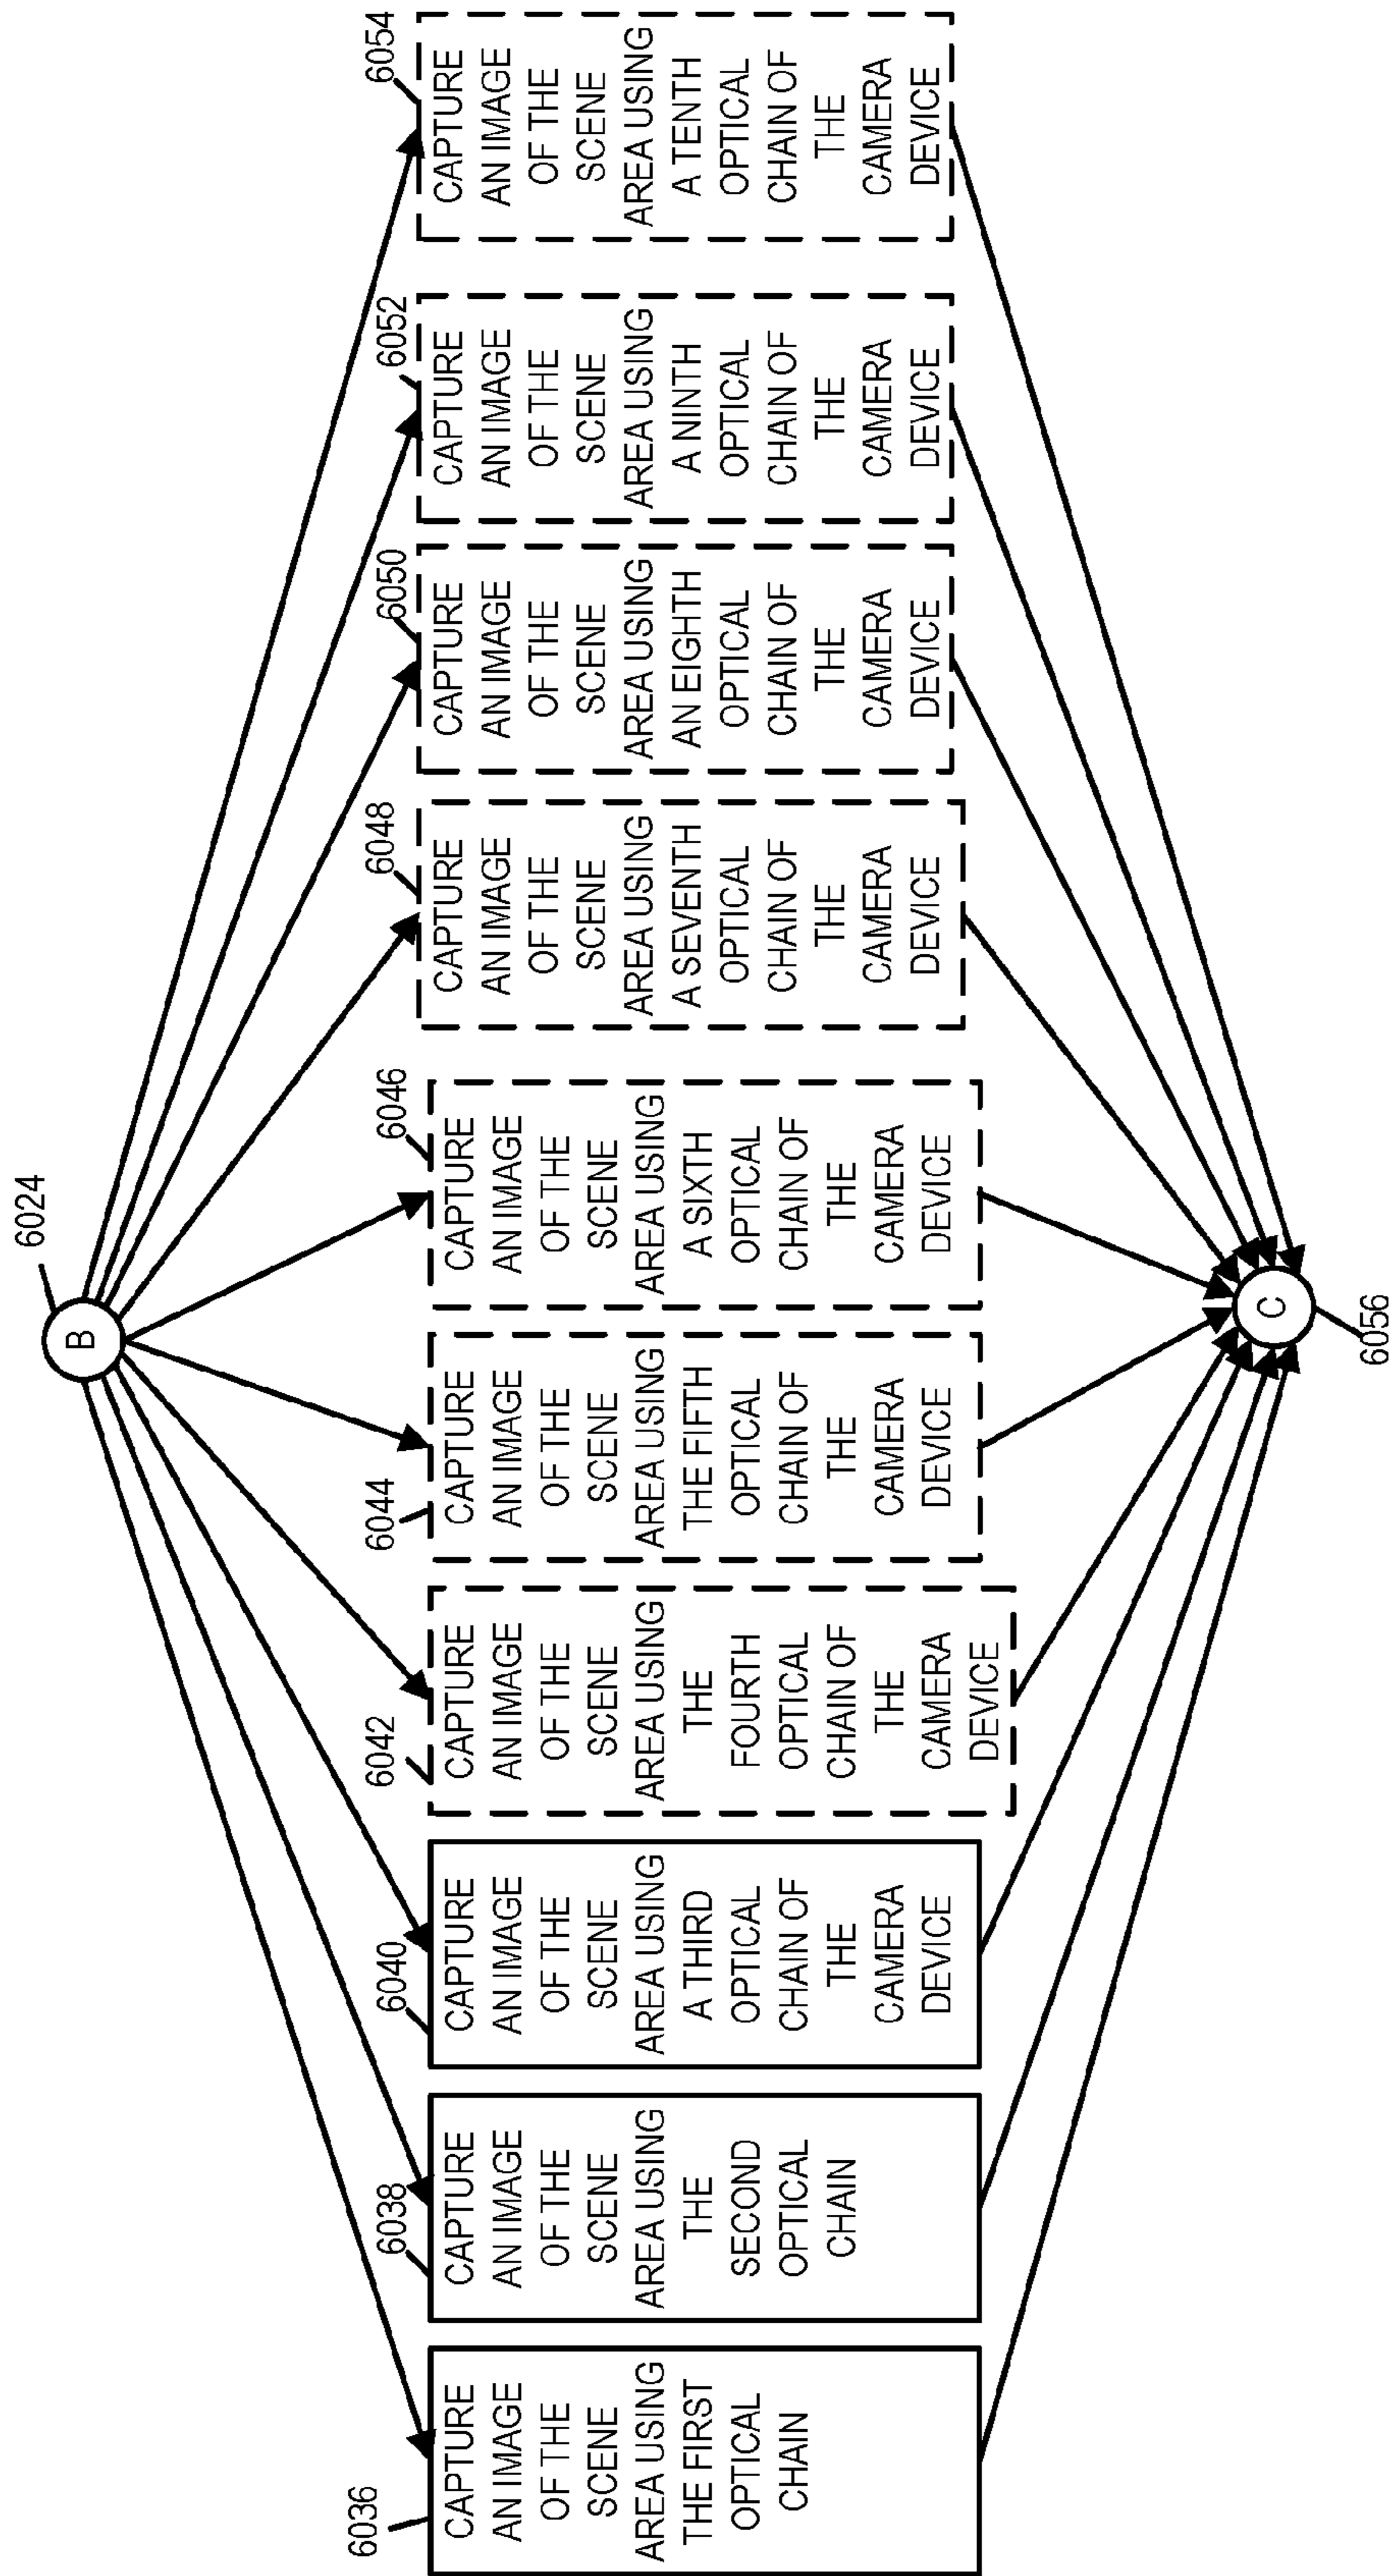 6024
B
6036
CAPTURE
AN IMAGE
OF THE
SCENE
AREA USING
THE FIRST
OPTICAL
CHAIN
6038
CAPTURE
AN IMAGE
OF THE
SCENE
AREA USING
THE
SECOND
OPTICAL
CHAIN
6040
CAPTURE
AN IMAGE
OF THE
SCENE
AREA USING
A THIRD
OPTICAL
CHAIN OF
THE
CAMERA
DEVICE
6042
CAPTURE
AN IMAGE
OF THE
SCENE
AREA USING
THE
FOURTH
OPTICAL
CHAIN OF
THE
CAMERA
DEVICE
6044
CAPTURE
AN IMAGE
OF THE
SCENE
AREA USING
THE FIFTH
OPTICAL
CHAIN OF
THE
CAMERA
DEVICE
6046
CAPTURE
AN IMAGE
OF THE
SCENE
AREA USING
A SIXTH
OPTICAL
CHAIN OF
THE
CAMERA
DEVICE
6048
CAPTURE
AN IMAGE
OF THE
SCENE
AREA USING
A SEVENTH
OPTICAL
CHAIN OF
THE
CAMERA
DEVICE
6050
CAPTURE
AN IMAGE
OF THE
SCENE
AREA USING
AN EIGHTH
OPTICAL
CHAIN OF
THE
CAMERA
DEVICE
6052
CAPTURE
AN IMAGE
OF THE
SCENE
AREA USING
A NINTH
OPTICAL
CHAIN OF
THE
CAMERA
DEVICE
6054
CAPTURE
AN IMAGE
OF THE
SCENE
AREA USING
A TENTH
OPTICAL
CHAIN OF
THE
CAMERA
DEVICE
C
6056